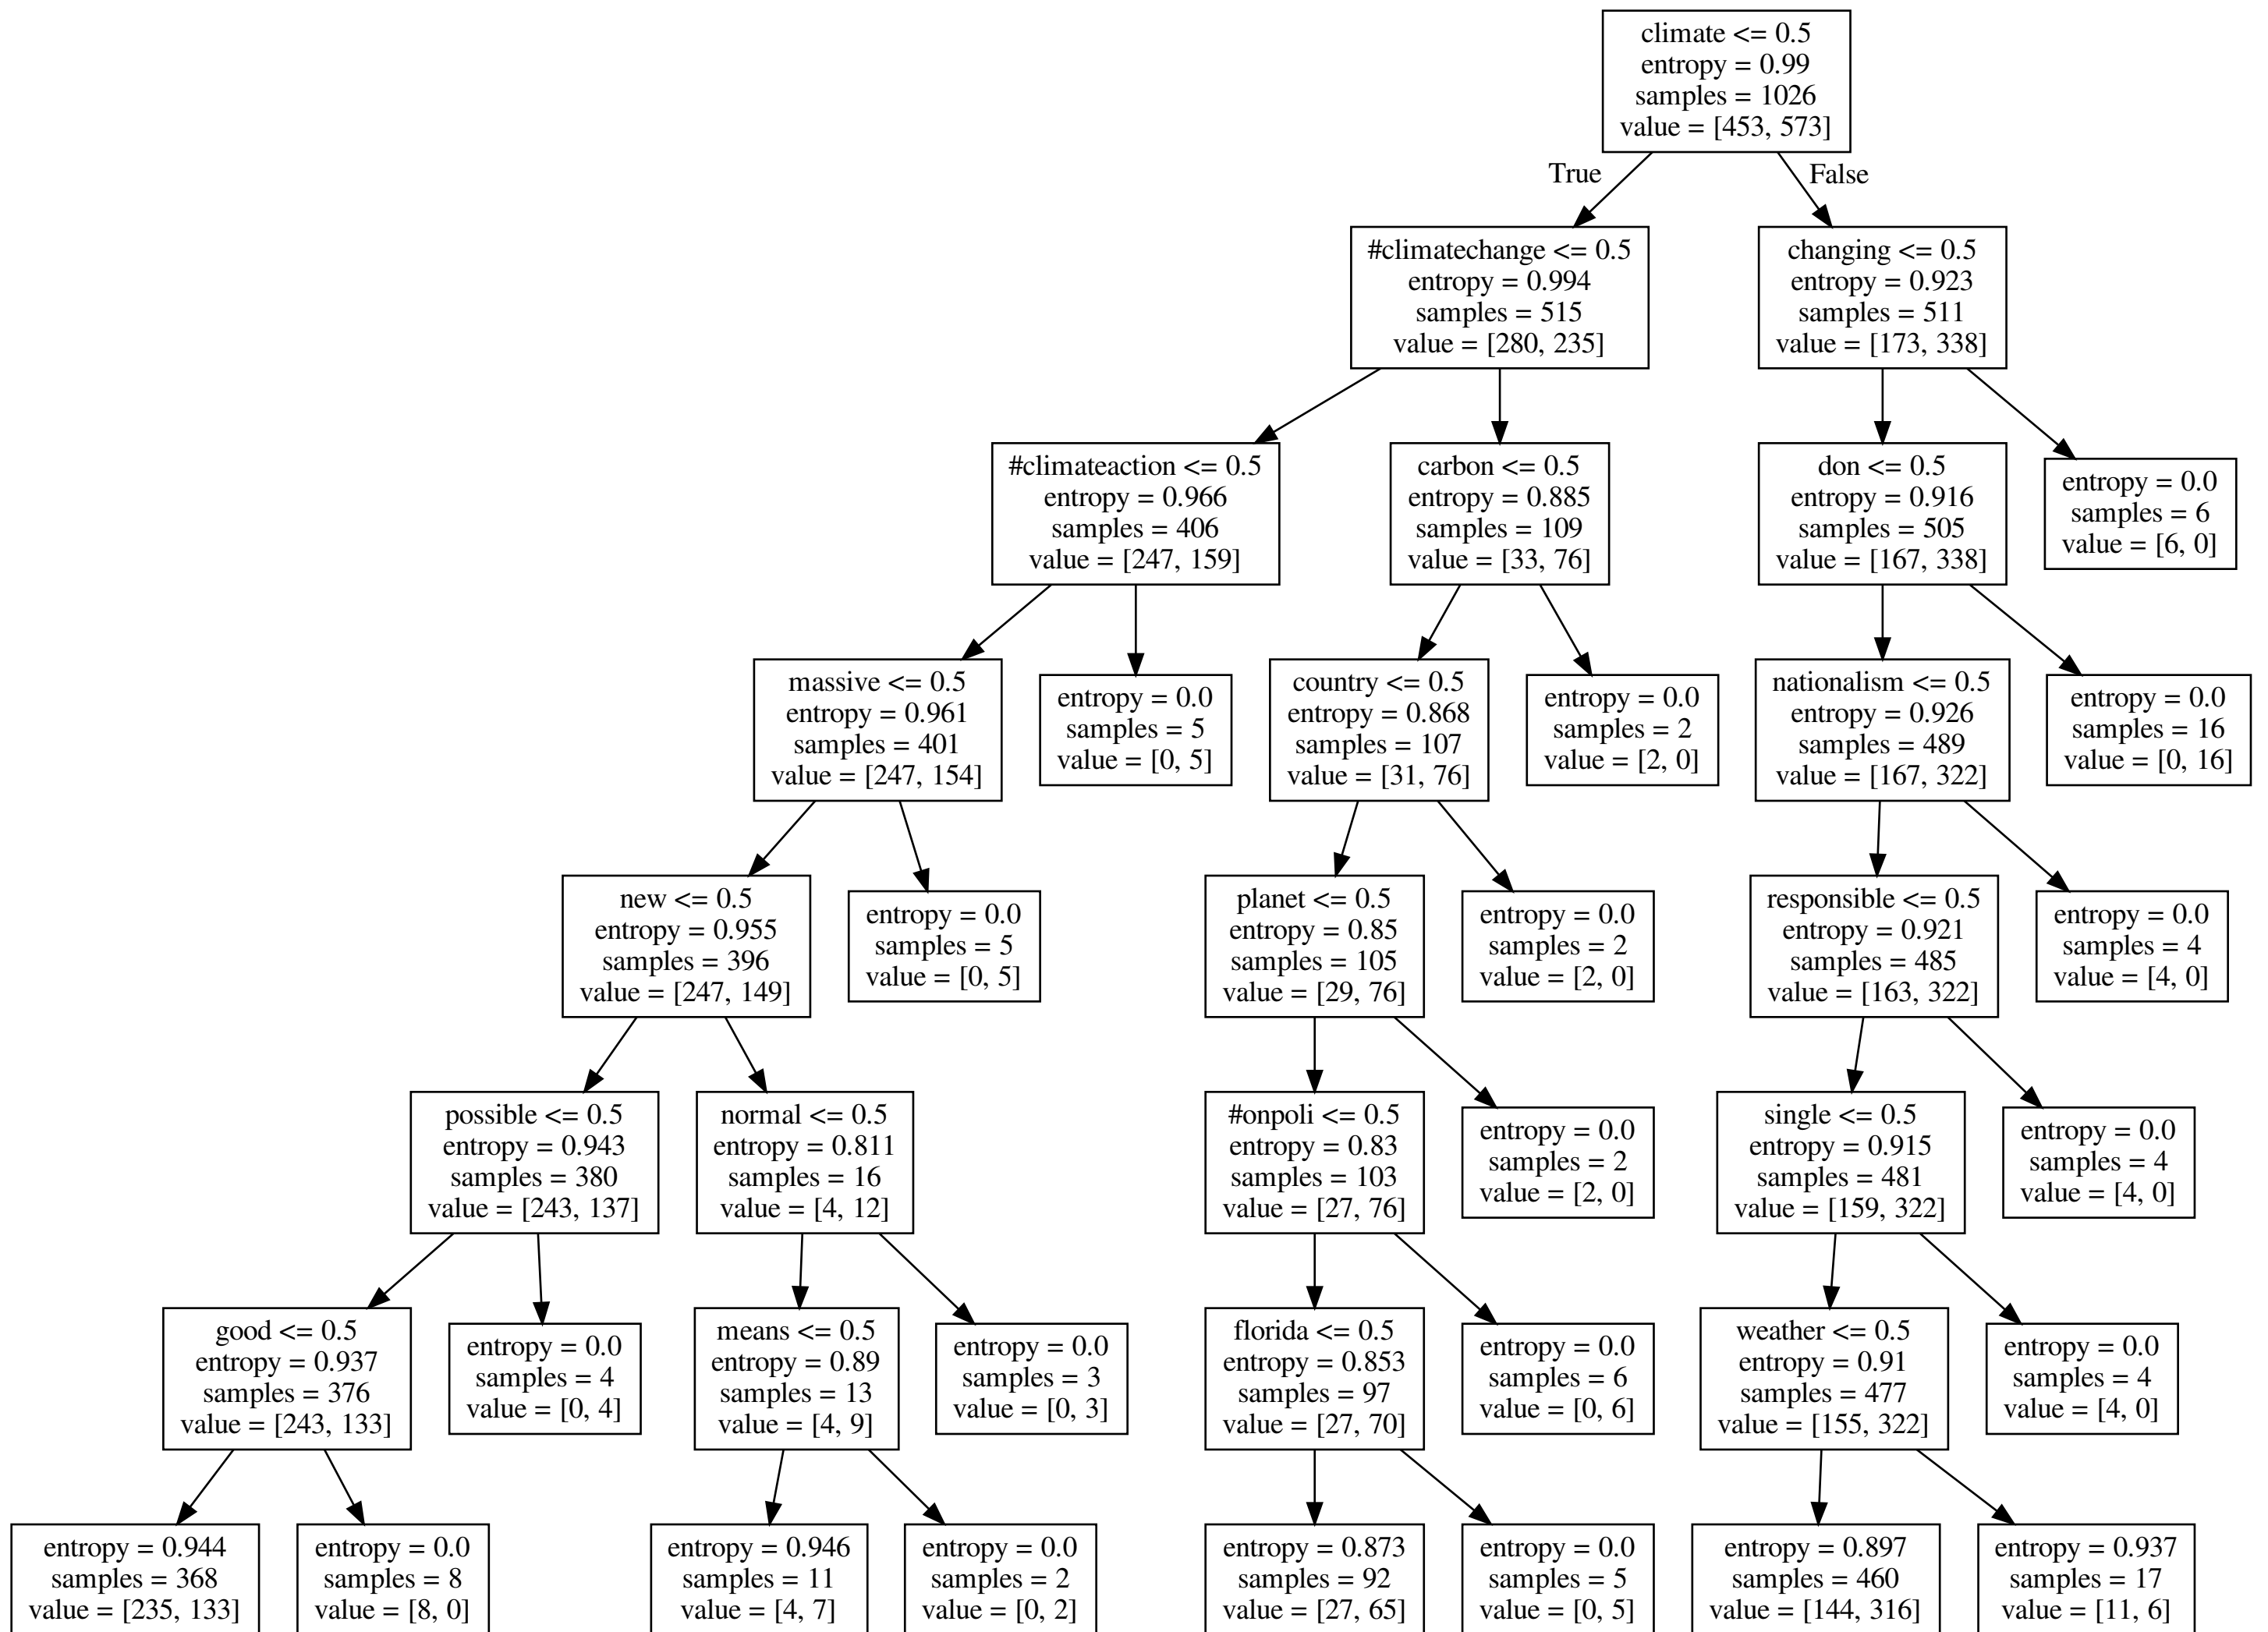 climate <= 0.5
entropy = 0.99
samples = 1026
value = [453, 573]
True
False
#climatechange <= 0.5
entropy = 0.994
samples = 515
value = [280, 235]
changing <= 0.5
entropy = 0.923
samples = 511
value = [173, 338]
#climateaction <= 0.5
entropy = 0.966
samples = 406
value = [247, 159]
carbon <= 0.5
entropy = 0.885
samples = 109
value = [33, 76]
don <= 0.5
entropy = 0.916
samples = 505
value = [167, 338]
entropy = 0.0
samples = 6
value = [6, 0]
massive <= 0.5
entropy = 0.961
samples = 401
value = [247, 154]
entropy = 0.0
samples = 5
value = [0, 5]
country <= 0.5
entropy = 0.868
samples = 107
value = [31, 76]
entropy = 0.0
samples = 2
value = [2, 0]
nationalism <= 0.5
entropy = 0.926
samples = 489
value = [167, 322]
entropy = 0.0
samples = 16
value = [0, 16]
new <= 0.5
entropy = 0.955
samples = 396
value = [247, 149]
entropy = 0.0
samples = 5
value = [0, 5]
planet <= 0.5
entropy = 0.85
samples = 105
value = [29, 76]
entropy = 0.0
samples = 2
value = [2, 0]
responsible <= 0.5
entropy = 0.921
samples = 485
value = [163, 322]
entropy = 0.0
samples = 4
value = [4, 0]
possible <= 0.5
entropy = 0.943
samples = 380
value = [243, 137]
normal <= 0.5
entropy = 0.811
samples = 16
value = [4, 12]
#onpoli <= 0.5
entropy = 0.83
samples = 103
value = [27, 76]
entropy = 0.0
samples = 2
value = [2, 0]
single <= 0.5
entropy = 0.915
samples = 481
value = [159, 322]
entropy = 0.0
samples = 4
value = [4, 0]
good <= 0.5
entropy = 0.937
samples = 376
value = [243, 133]
entropy = 0.0
samples = 4
value = [0, 4]
means <= 0.5
entropy = 0.89
samples = 13
value = [4, 9]
entropy = 0.0
samples = 3
value = [0, 3]
florida <= 0.5
entropy = 0.853
samples = 97
value = [27, 70]
entropy = 0.0
samples = 6
value = [0, 6]
weather <= 0.5
entropy = 0.91
samples = 477
value = [155, 322]
entropy = 0.0
samples = 4
value = [4, 0]
entropy = 0.944
samples = 368
value = [235, 133]
entropy = 0.0
samples = 8
value = [8, 0]
entropy = 0.946
samples = 11
value = [4, 7]
entropy = 0.0
samples = 2
value = [0, 2]
entropy = 0.873
samples = 92
value = [27, 65]
entropy = 0.0
samples = 5
value = [0, 5]
entropy = 0.897
samples = 460
value = [144, 316]
entropy = 0.937
samples = 17
value = [11, 6]